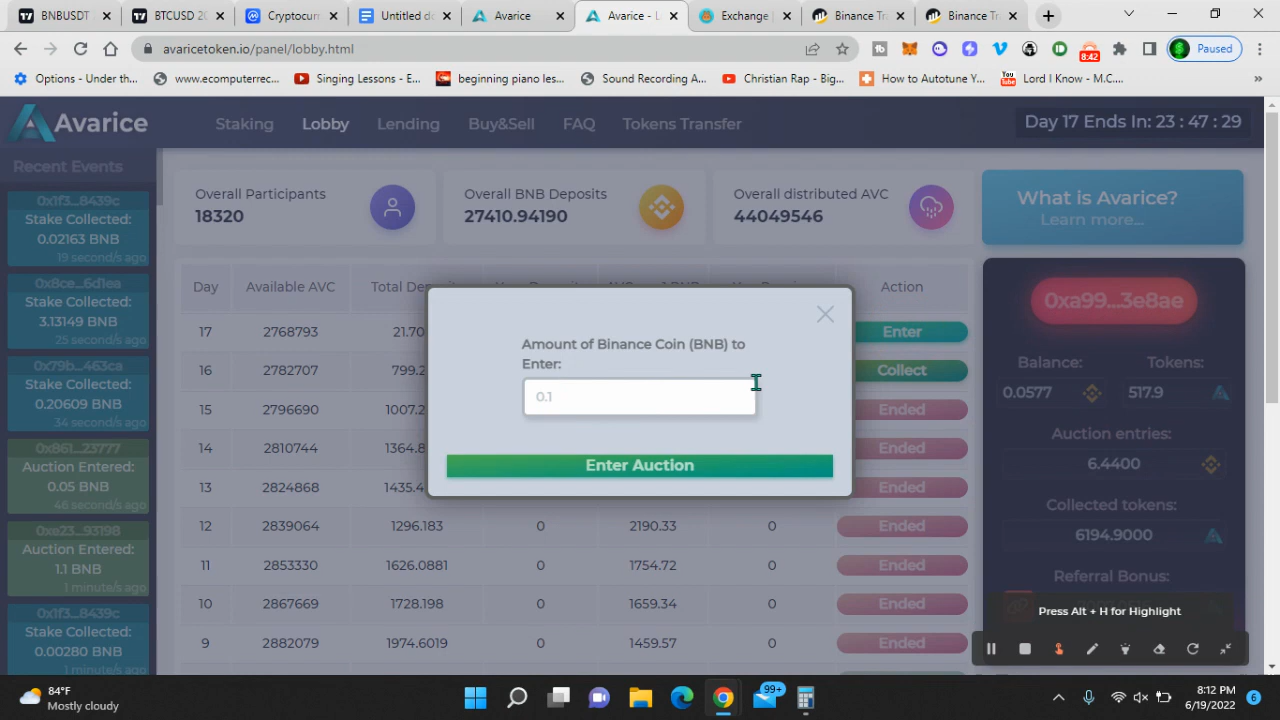 BNBUSDT
BTCUSD 20
Cryptocurr
Untitled do
Avarice
Avarice - L
Exchange |
Binance Tr
Binance Tr
avaricetoken.io/panel/lobby.html
Paused
Options - Under th...
www.ecomputerrec...
Singing Lessons - E...
beginning piano les...
Sound Recording A...
Christian Rap - Big...
How to Autotune Y...
Lord I Know - M.C....
8:42
Avarice
Staking
Lobby
Lending
Buy&Sell
FAQ
Tokens Transfer
Day 17 Ends In: 23 : 47 : 29
Recent Events
0x1f3...8439c
Stake Collected:
0.02163 BNB
19 second/s ago
0x8ce...6d1ea
Stake Collected:
3.13149 BNB
25 second/s ago
0x79b...463ca
Stake Collected:
0.20609 BNB
34 second/s ago
0x861...23777
Auction Entered:
0.05 BNB
46 second/s ago
0xe23...93198
Auction Entered:
1.1 BNB
1 minute/s ago
0x1f3...8439c
Stake Collected:
0.00280 BNB
1 minute/s ago
Overall Participants
18320
Overall BNB Deposits
27410.94190
Overall distributed AVC
44049546
What is Avarice?
Learn more...
Day Available AVC Action
17 2768793 21.70 Enter
16 2782707 799.2 Collect
15 2796690 1007.2 Ended
14 2810744 1364.8 Ended
13 2824868 1435.4 Ended
12 2839064 1296.183 0 2190.33 0 Ended
11 2853330 1626.0881 0 1754.72 0 Ended
10 2867669 1728.198 0 1659.34 0 Ended
9 2882079 1974.6019 0 1459.57 0 Ended
Amount of Binance Coin (BNB) to
Enter:
0.1
Enter Auction
0xa99...3e8ae
Balance: Tokens:
0.0577 517.9
Auction entries:
6.4400
Collected tokens:
6194.9000
Referral Bonus:
Press Alt + H for Highlight
84°F
Mostly cloudy
99+
8:12 PM
6/19/2022
6